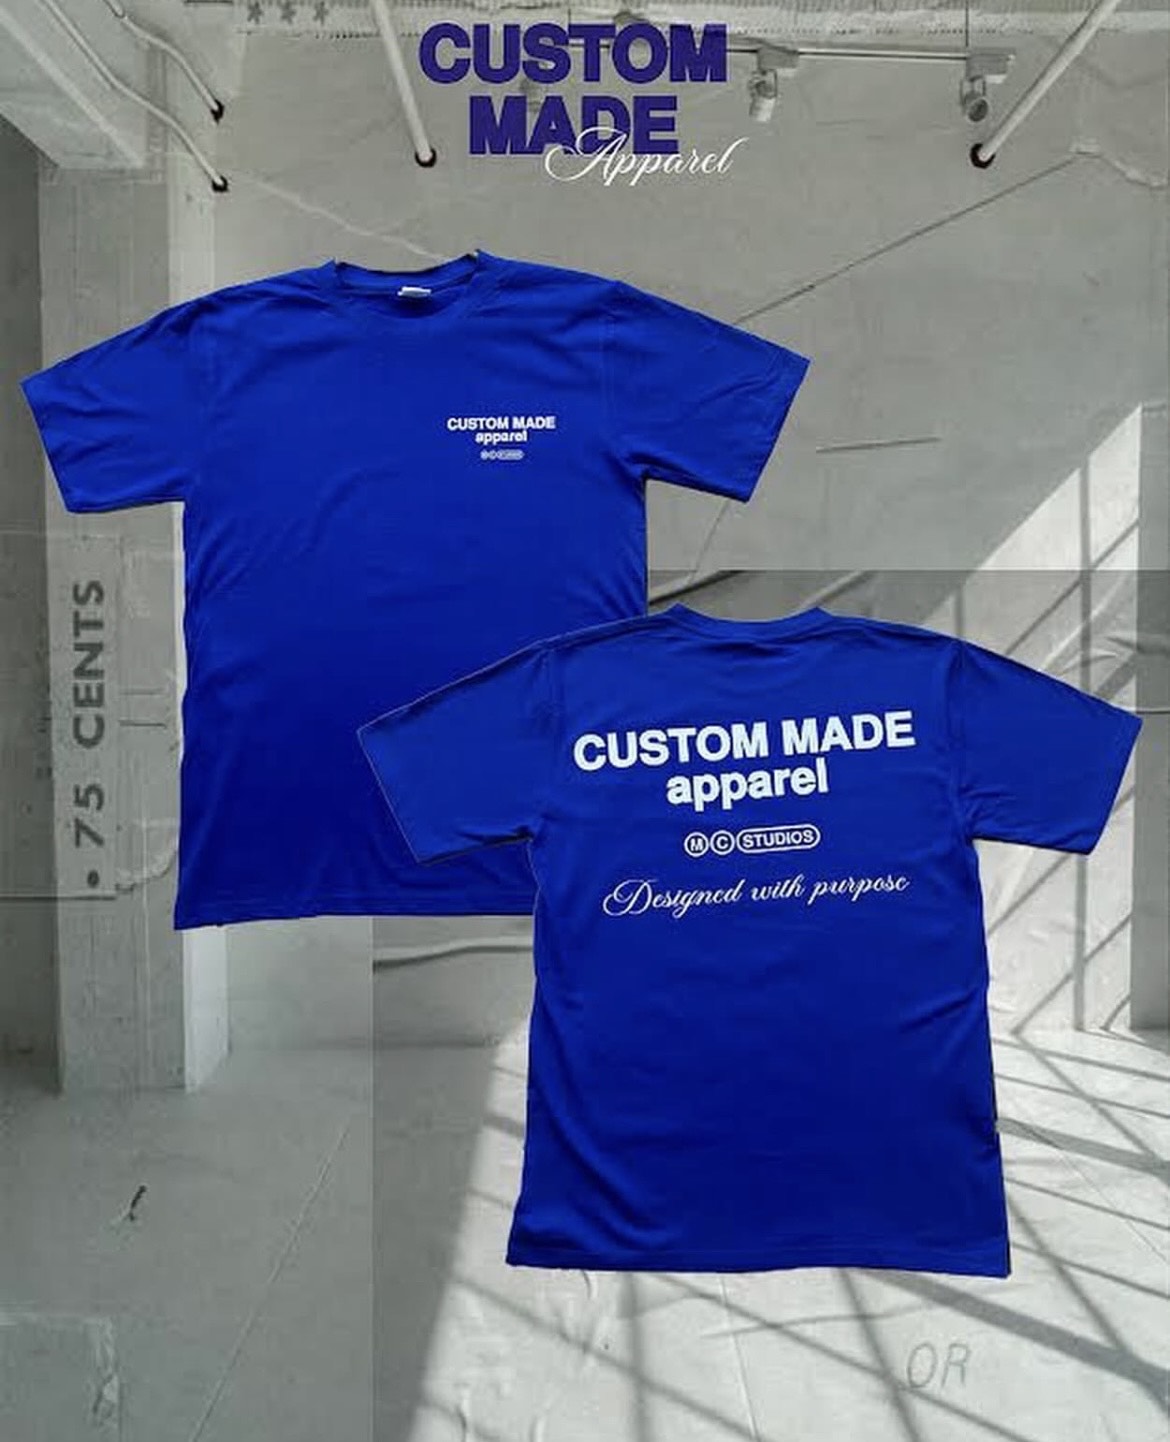 ***
CUSTOM
MADE
Apparel
CUSTOM MADE
apparel
75 CENTS
CUSTOM MADE
apparel
M C STUDIOS
Designed with purpose
OR